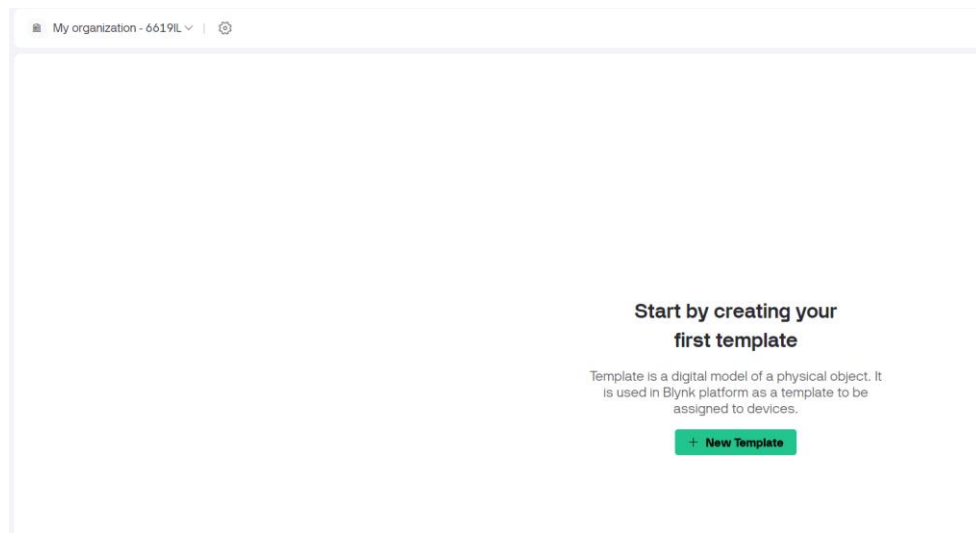 My organization - 6619IL
Start by creating your
first template
Template is a digital model of a physical object. It
is used in Blynk platform as a template to be
assigned to devices.
+ New Template